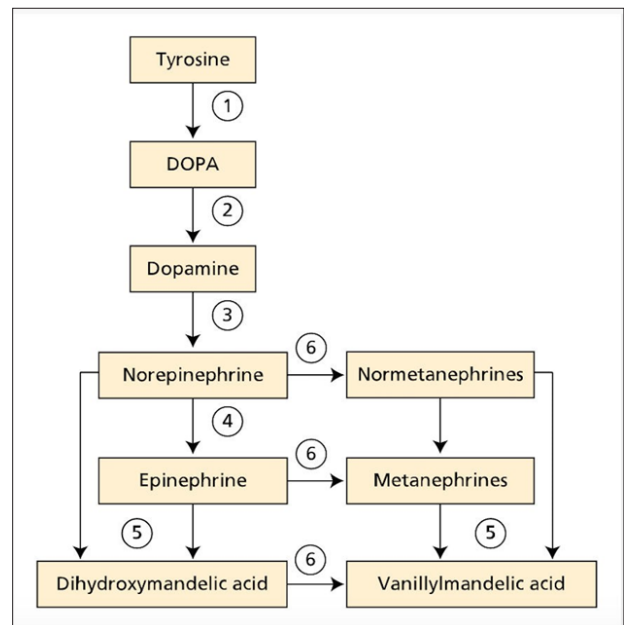 Tyrosine
1
DOPA
2
Dopamine
3
Norepinephrine
6
Normetanephrines
4
Epinephrine
6
Metanephrines
5
5
Dihydroxymandelic acid
6
Vanillylmandelic acid